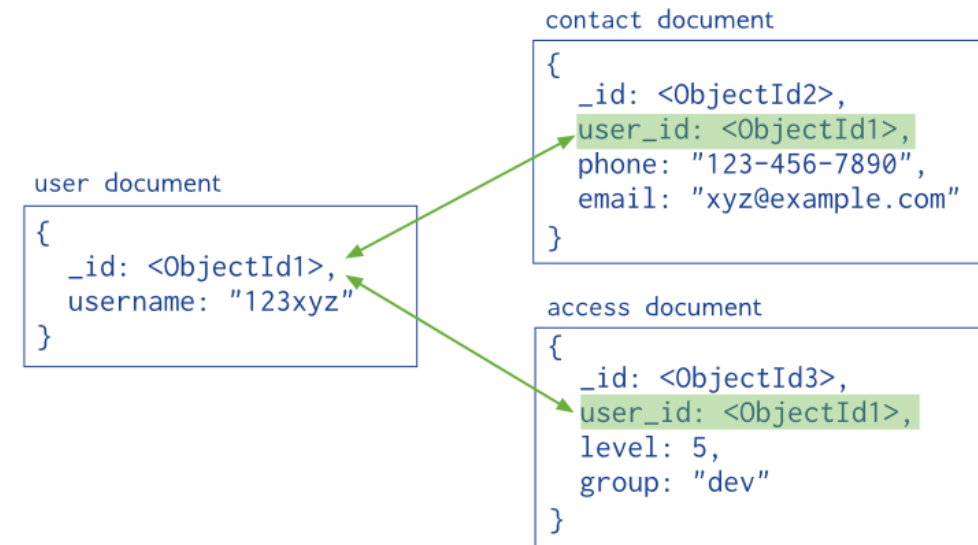 contact document
{
_id: <ObjectId2>,
user_id: <ObjectId1>,
phone: "123-456-7890",
email: "xyz@example.com"
}
user document
{
_id: <ObjectId1>,
username: "123xyz"
}
access document
{
_id: <ObjectId3>,
user_id: <ObjectId1>,
level: 5,
group: "dev"
}